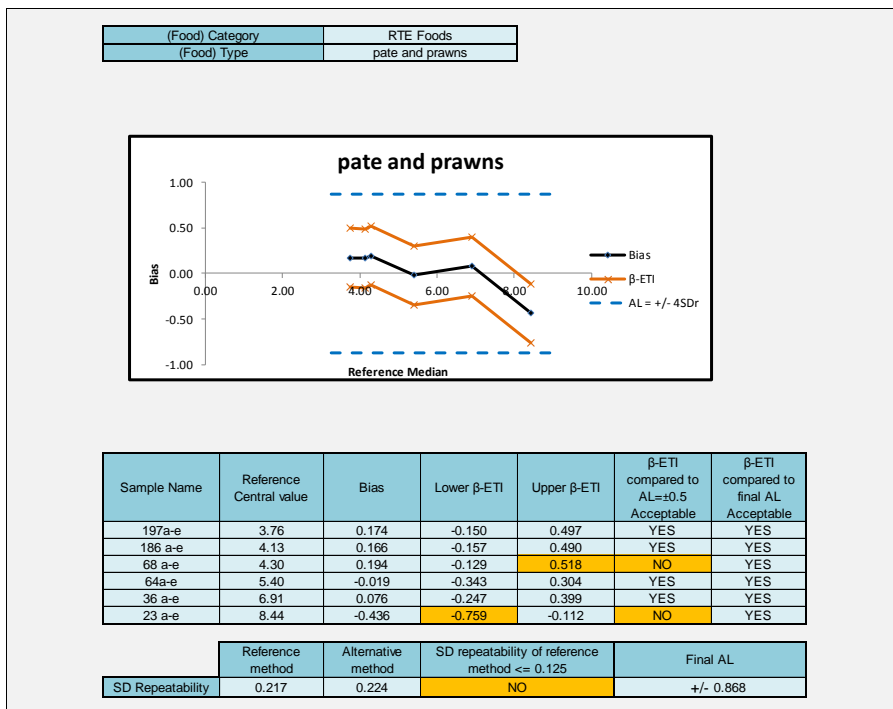 (Food) Category RTE Foods
(Food) Type pate and prawns
pate and prawns
1.00
0.50
0.00
-0.50
-1.00
0.00 2.00 4.00 6.00 8.00 10.00
Bias
Reference Median
Bias
β-ETI
AL = +/- 4SDr
Sample Name Reference Central value Bias Lower β-ETI Upper β-ETI β-ETI compared to AL=±0.5 Acceptable β-ETI compared to final AL Acceptable
197a-e 3.76 0.174 -0.150 0.497 YES YES
186 a-e 4.13 0.166 -0.157 0.490 YES YES
68 a-e 4.30 0.194 -0.129 0.518 NO YES
64a-e 5.40 -0.019 -0.343 0.304 YES YES
36 a-e 6.91 0.076 -0.247 0.399 YES YES
23 a-e 8.44 -0.436 -0.759 -0.112 NO YES
Reference method Alternative method SD repeatability of reference method <= 0.125 Final AL
SD Repeatability 0.217 0.224 NO +/- 0.868